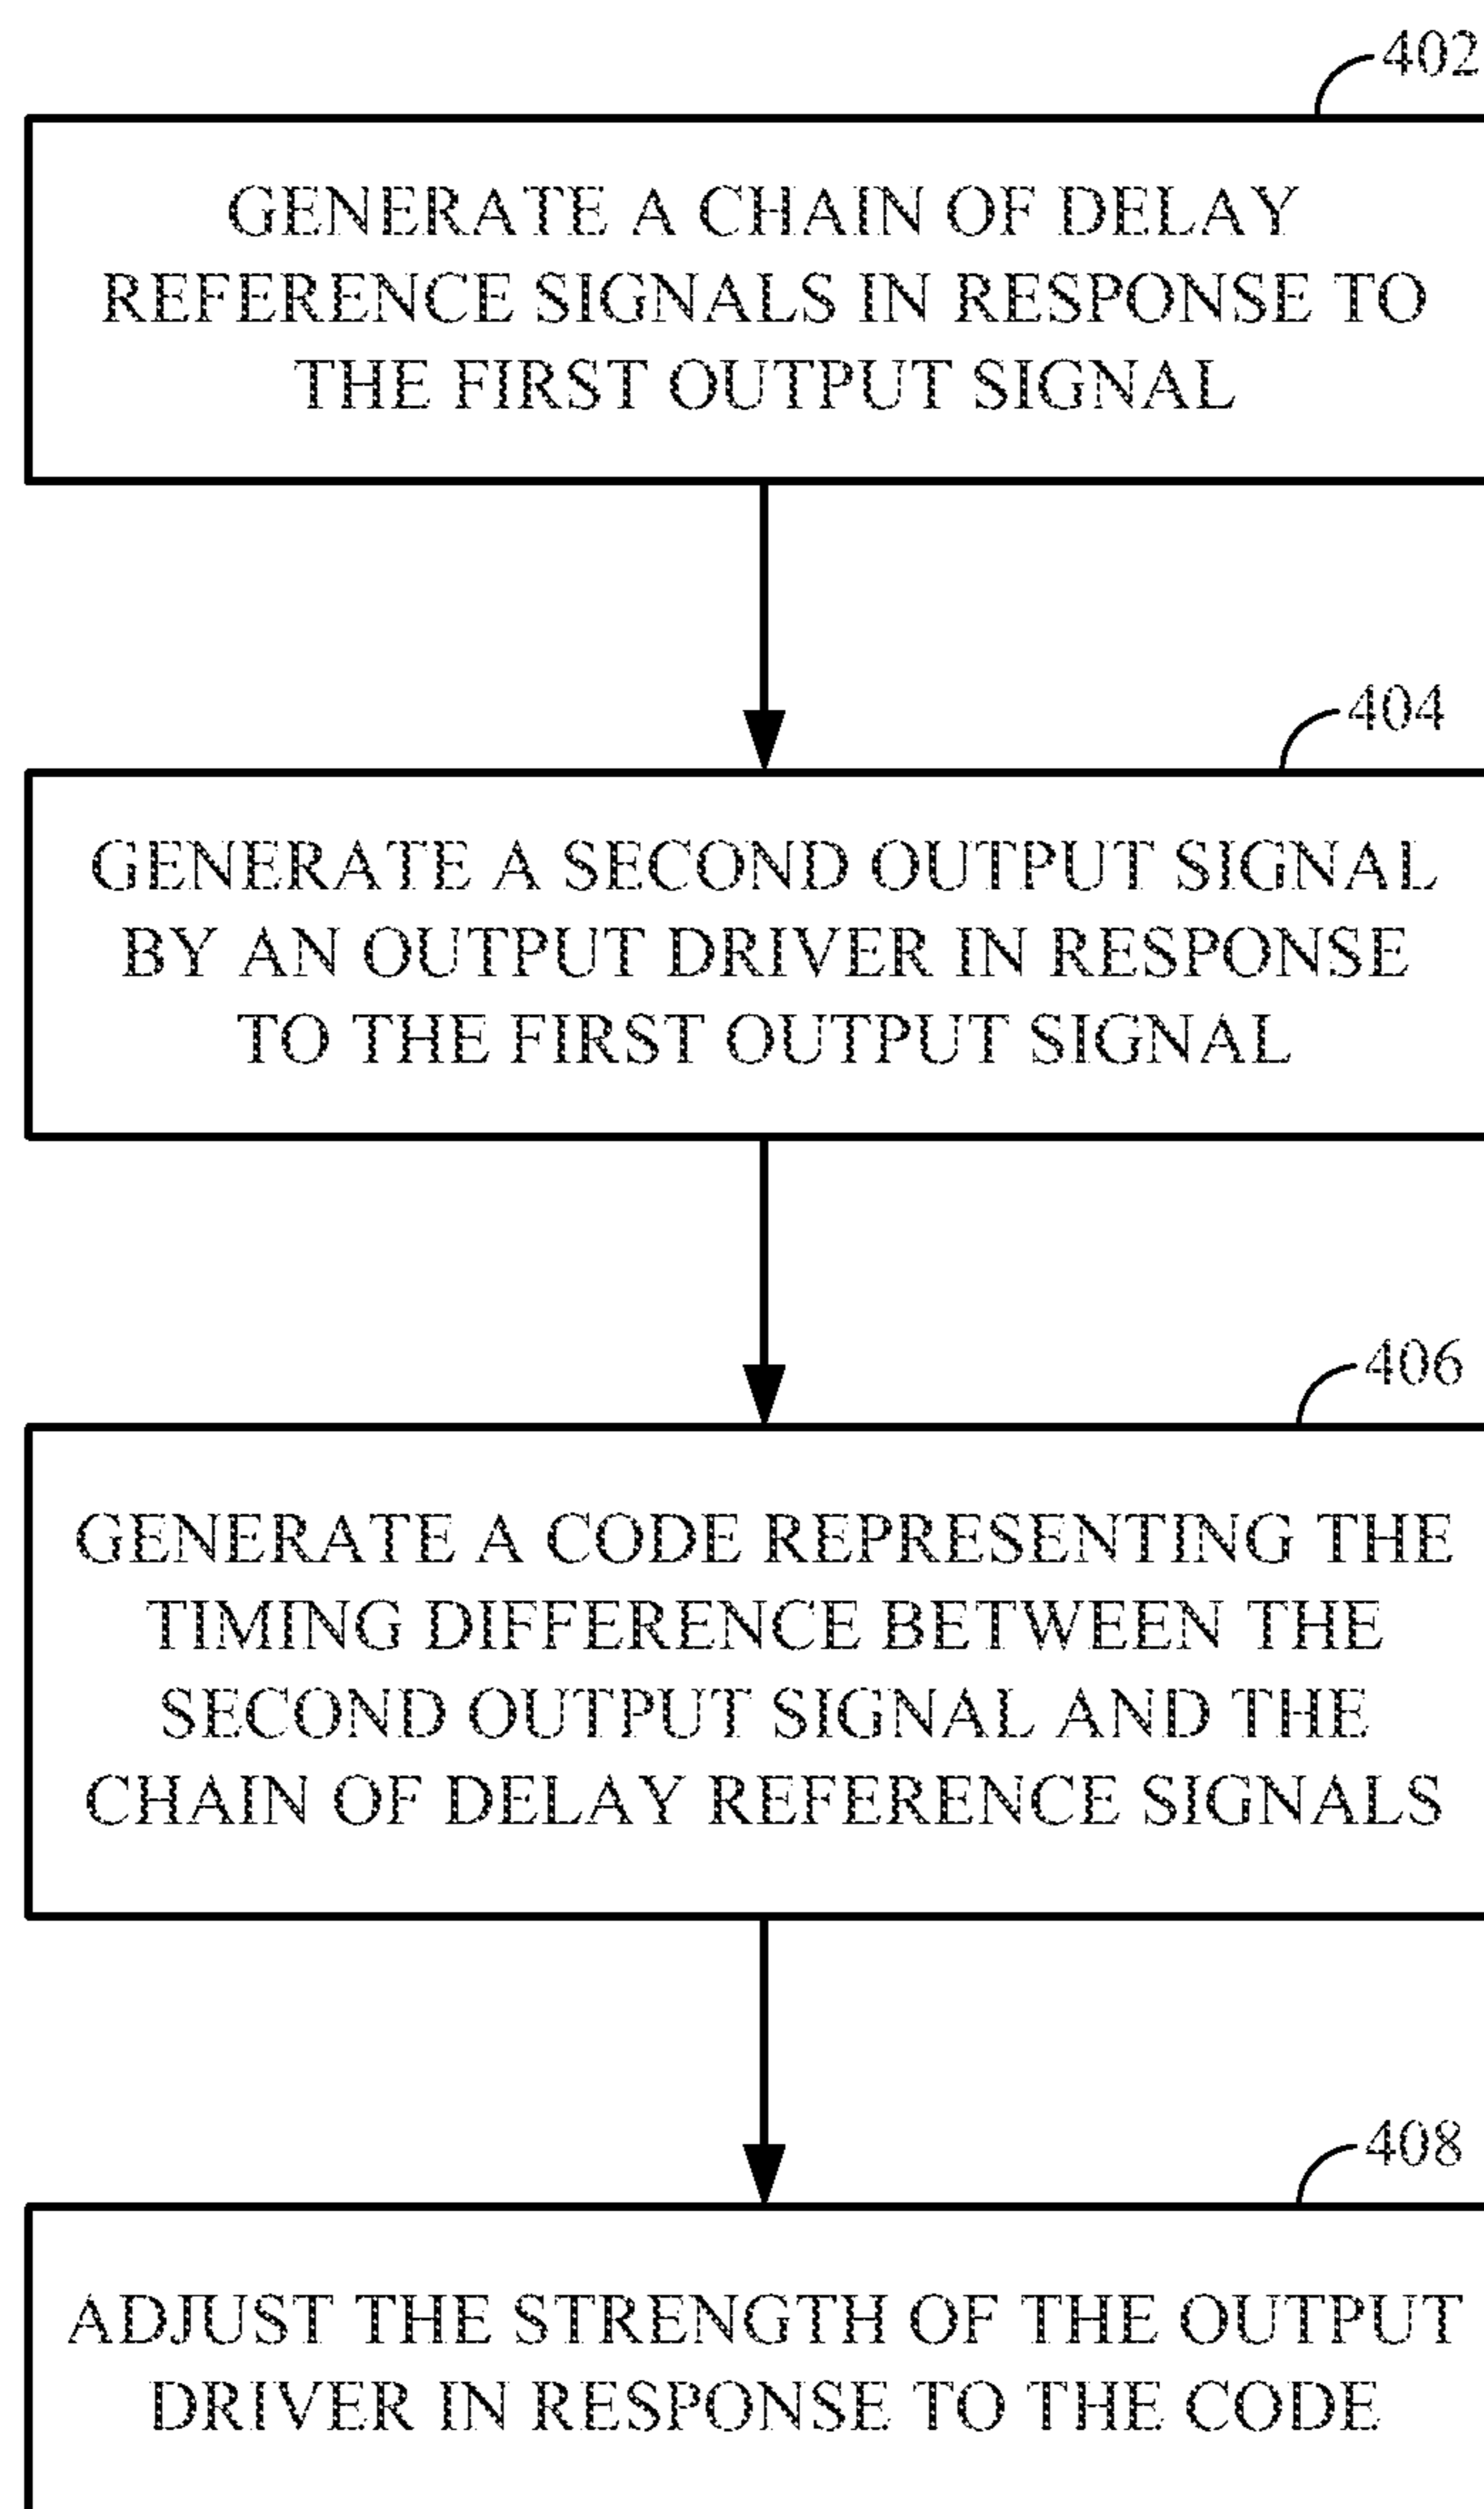 402
GENERATE A CHAIN OF DELAY
REFERENCE SIGNALS IN RESPONSE TO
THE FIRST OUTPUT SIGNAL
404
GENERATE A SECOND OUTPUT SIGNAL
BY AN OUTPUT DRIVER IN RESPONSE
TO THE FIRST OUTPUT SIGNAL
406
GENERATE A CODE REPRESENTING THE
TIMING DIFFERENCE BETWEEN THE
SECOND OUTPUT SIGNAL AND THE
CHAIN OF DELAY REFERENCE SIGNALS
408
ADJUST THE STRENGTH OF THE OUTPUT
DRIVER IN RESPONSE TO THE CODE